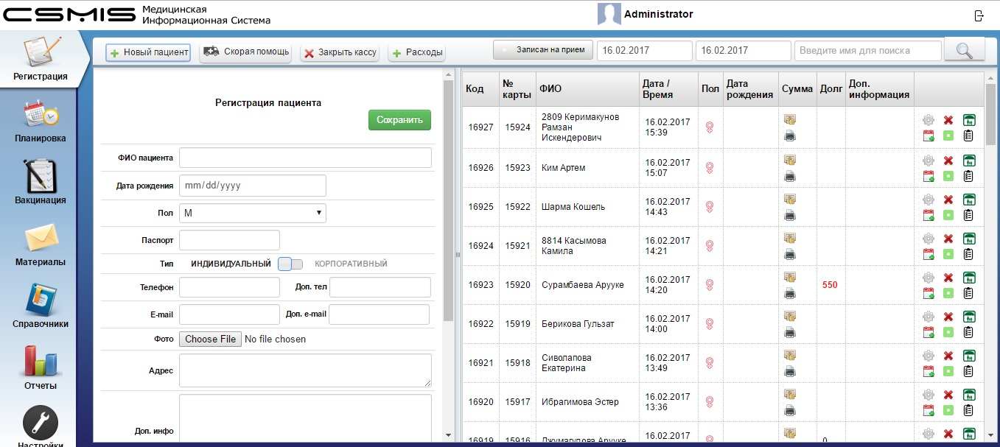 CSMIS Медицинская
Информационная Система
Administrator
Регистрация
Планировка
Вакцинация
Материалы
Справочники
Отчеты
Настройки
Новый пациент Скорая помощь Закрыть кассу Расходы
Записан на прием 16.02.2017 16.02.2017 Введите имя для поиска
Регистрация пациента
Сохранить
ФИО пациента
Дата рождения mm/dd/yyyy
Пол М
Паспорт
Тип ИНДИВИДУАЛЬНЫЙ КОРПОРАТИВНЫЙ
Телефон Доп. тел
E-mail Доп. e-mail
Фото Choose File No file chosen
Адрес
Доп. инфо
Код № карты ФИО Дата / Время Пол Дата рождения Сумма Долг Доп. информация
16927 15924 2809 Керимакунов Рамзан Искендерович 16.02.2017 15:39
16926 15923 Ким Артем 16.02.2017 15:07
16925 15922 Шарма Кошель 16.02.2017 14:43
16924 15921 8814 Касымова Камила 16.02.2017 14:21
16923 15920 Сурамбаева Арууке 16.02.2017 14:20 550
16922 15919 Берикова Гульзат 16.02.2017 14:00
16921 15918 Сиволапова Екатерина 16.02.2017 13:49
16920 15917 Ибрагимова Эстер 16.02.2017 13:36
16919 15916 Джумагулова Арууке 16.02.2017 0